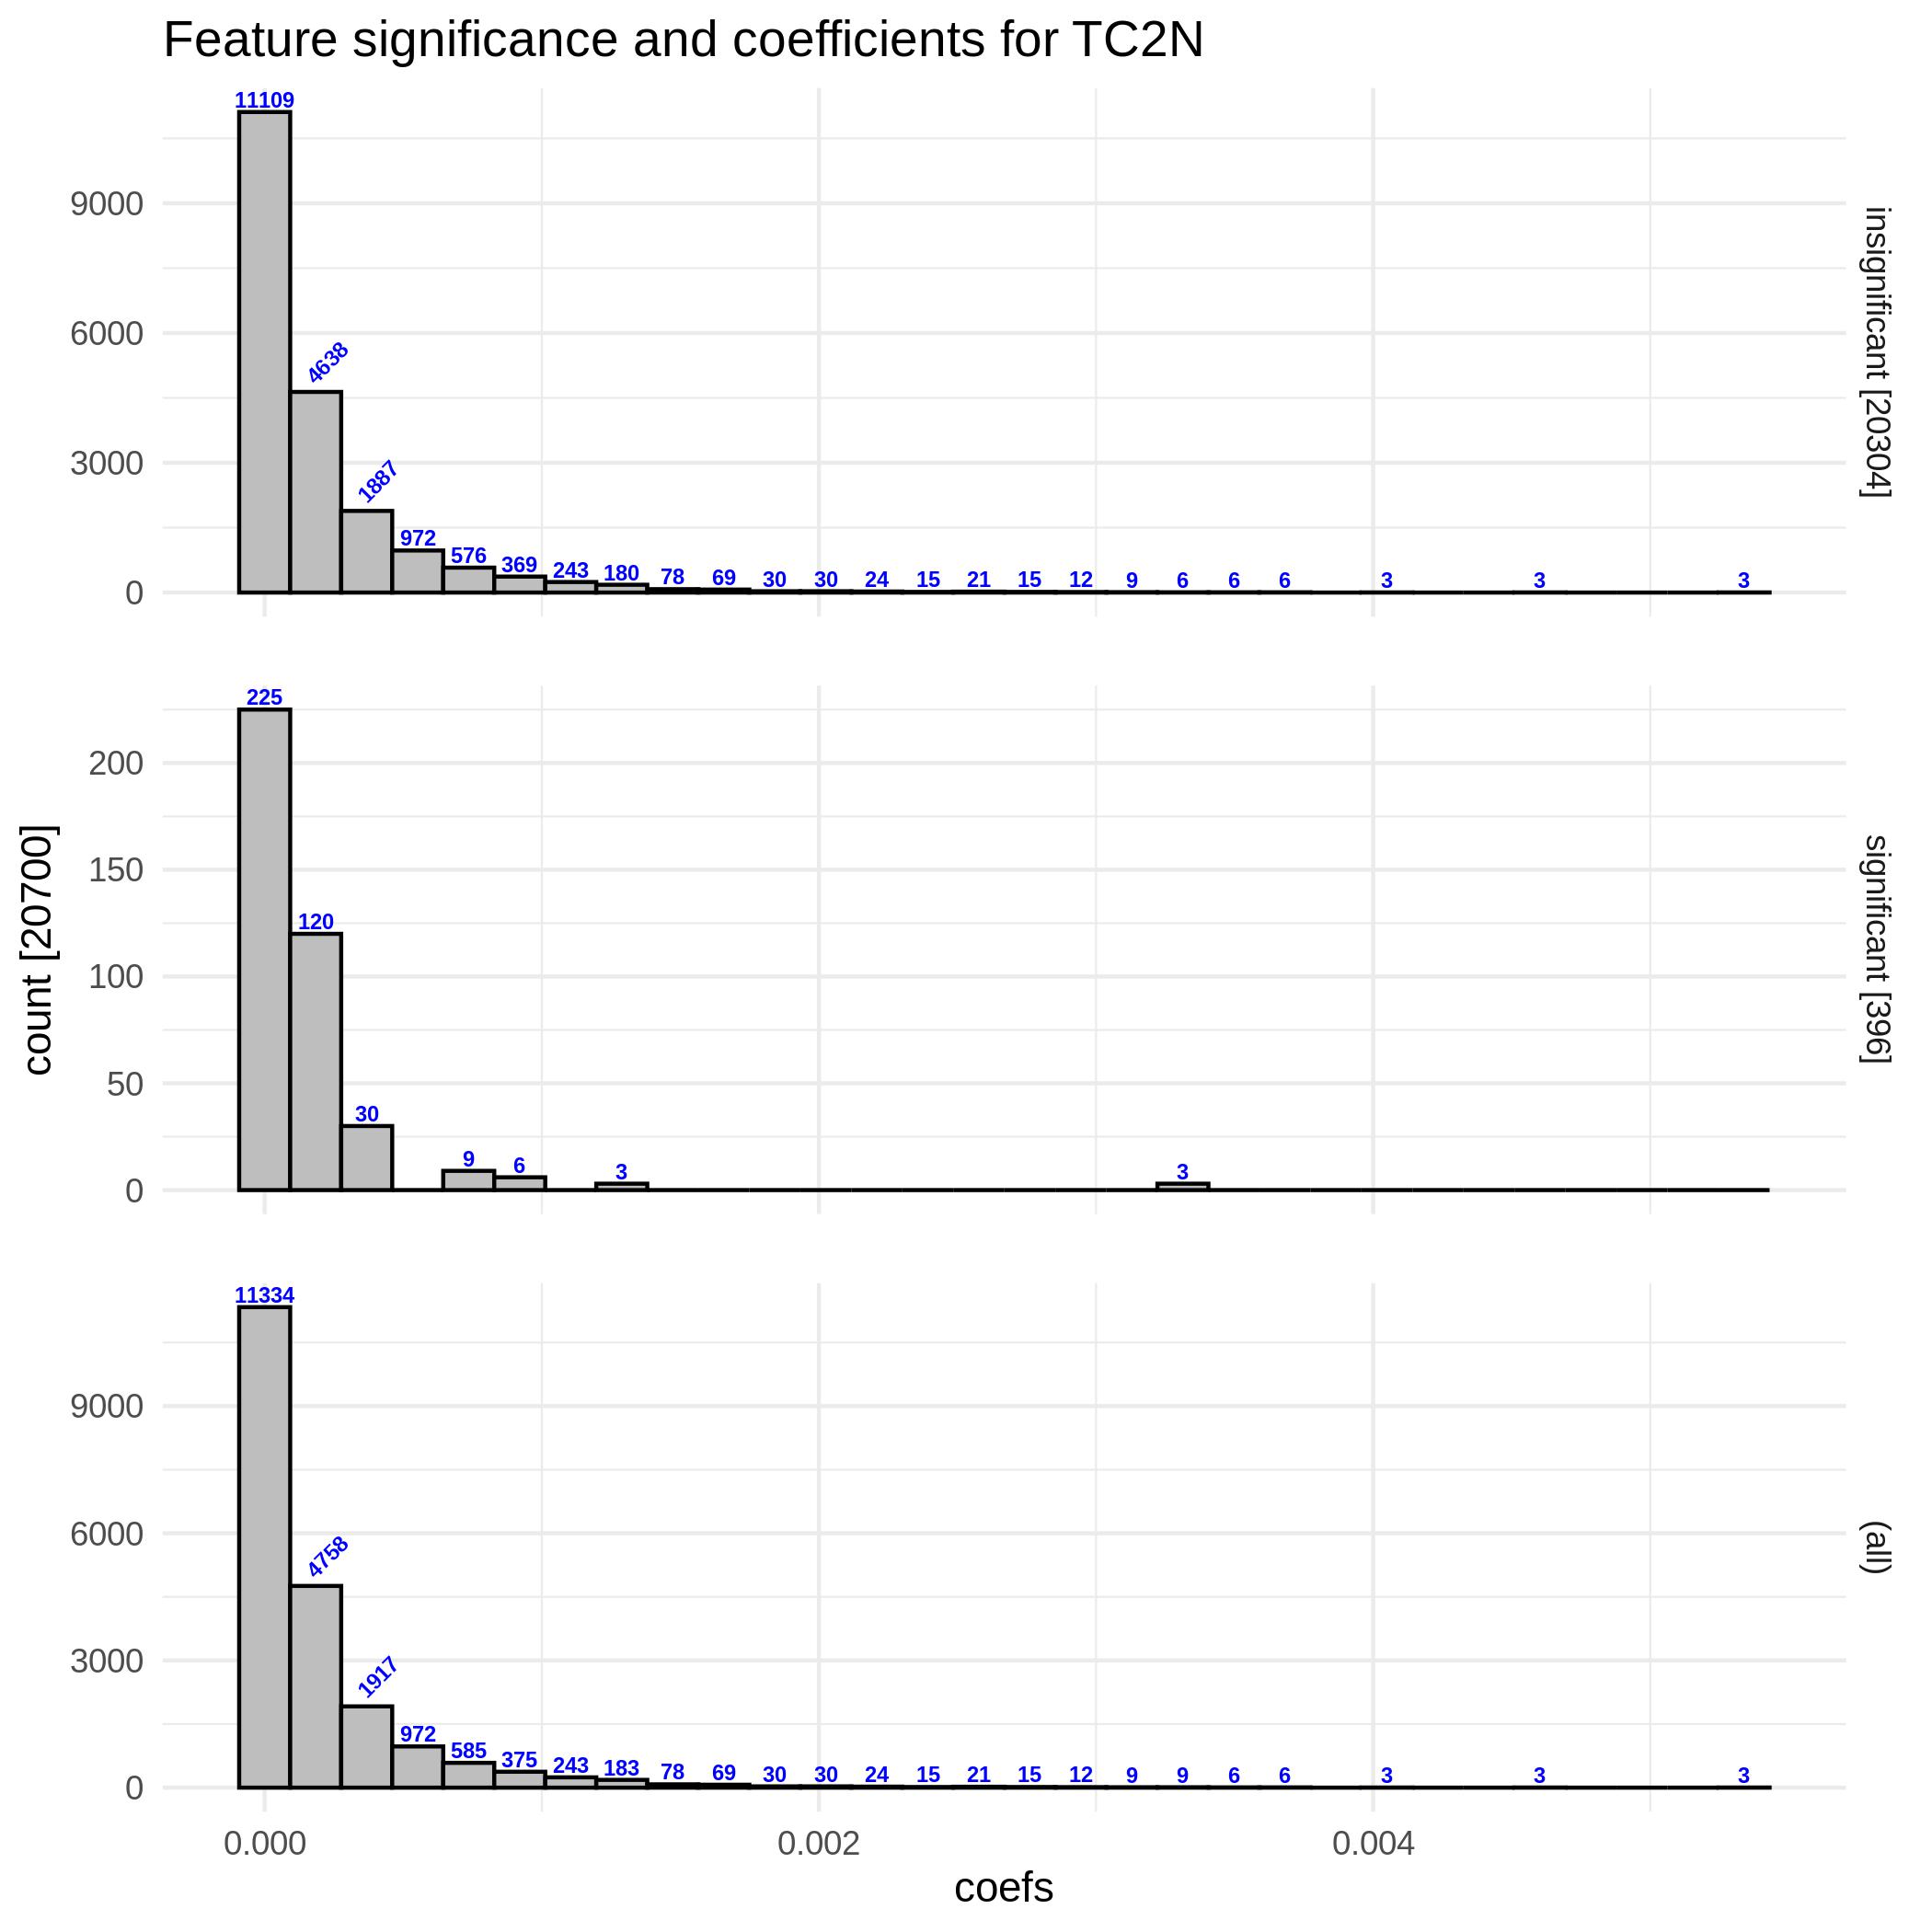 Feature significance and coefficients for TC2N
11109
9000
6000
3000
0
4638
1887
972 576 369 243 180 78 69 30 30 24 15 21 15 12 9 6 6 6 3 3 3
insignificant [20304]
count [20700]
225
200
150
100
50
0
120
30
9 6 3 3
significant [396]
11334
9000
6000
3000
0
4758
1917
972 585 375 243 183 78 69 30 30 24 15 21 15 12 9 9 6 6 3 3 3
(all)
0.000 0.002 0.004
coefs